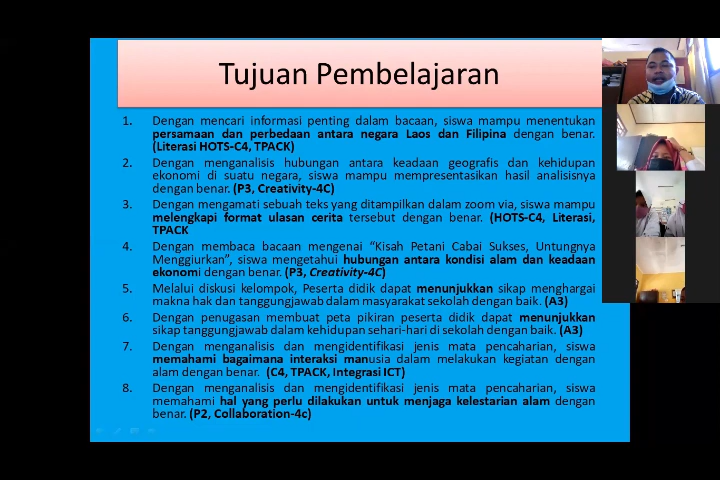 Tujuan Pembelajaran
1. Dengan mencari informasi penting dalam bacaan, siswa mampu menentukan
persamaan dan perbedaan antara negara Laos dan Filipina dengan benar.
(Literasi HOTS-C4, TPACK)
2. Dengan menganalisis hubungan antara keadaan geografis dan kehidupan
ekonomi di suatu negara, siswa mampu mempresentasikan hasil analisisnya
dengan benar. (P3, Creativity-4C)
3. Dengan mengamati sebuah teks yang ditampilkan dalam zoom via, siswa mampu
melengkapi format ulasan cerita tersebut dengan benar. (HOTS-C4, Literasi,
TPACK
4. Dengan membaca bacaan mengenai “Kisah Petani Cabai Sukses, Untungnya
Menggiurkan”, siswa mengetahui hubungan antara kondisi alam dan keadaan
ekonomi dengan benar. (P3, Creativity-4C)
5. Melalui diskusi kelompok, Peserta didik dapat menunjukkan sikap menghargai
makna hak dan tanggungjawab dalam masyarakat sekolah dengan baik. (A3)
6. Dengan penugasan membuat peta pikiran peserta didik dapat menunjukkan
sikap tanggungjawab dalam kehidupan sehari-hari di sekolah dengan baik. (A3)
7. Dengan menganalisis dan mengidentifikasi jenis mata pencaharian, siswa
memahami bagaimana interaksi manusia dalam melakukan kegiatan dengan
alam dengan benar. (C4, TPACK, Integrasi ICT)
8. Dengan menganalisis dan mengidentifikasi jenis mata pencaharian, siswa
memahami hal yang perlu dilakukan untuk menjaga kelestarian alam dengan
benar. (P2, Collaboration-4c)